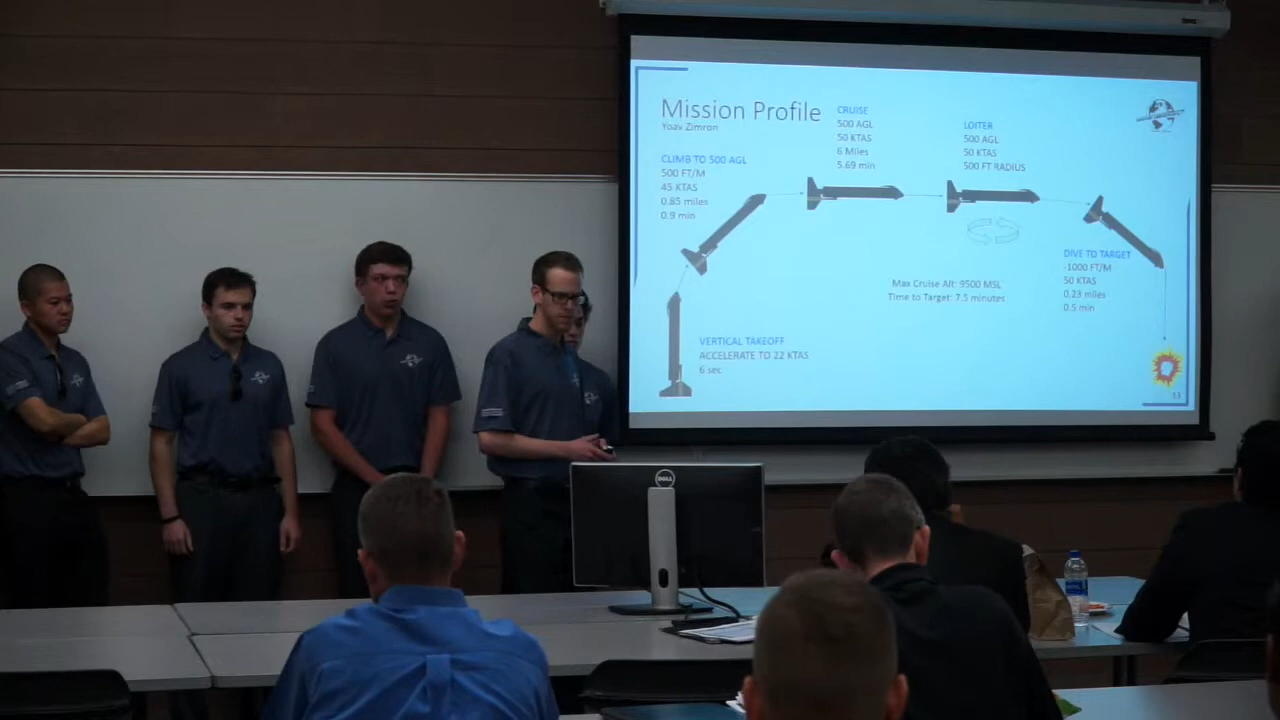 Mission Profile
Yoav Zimron
CLIMB TO 500 AGL
500 FT/M
45 KTAS
0.85 miles
0.9 min
CRUISE
500 AGL
50 KTAS
6 Miles
5.69 min
LOITER
500 AGL
50 KTAS
500 FT RADIUS
DIVE TO TARGET
-1000 FT/M
50 KTAS
0.23 miles
0.5 min
Max Cruise Alt: 9500 MSL
Time to Target: 7.5 minutes
VERTICAL TAKEOFF
ACCELERATE TO 22 KTAS
6 sec
13
DELL